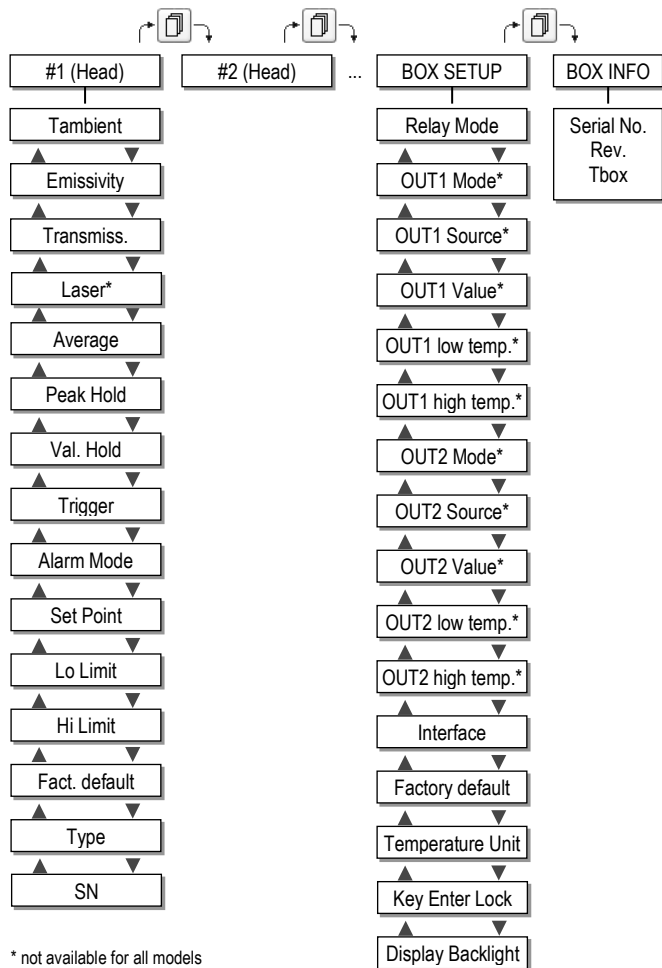 #1 (Head)
Tambient
Emissivity
Transmiss.
Laser*
Average
Peak Hold
Val. Hold
Trigger
Alarm Mode
Set Point
Lo Limit
Hi Limit
Fact. default
Type
SN
* not available for all models
#2 (Head)
...
BOX SETUP
Relay Mode
OUT1 Mode*
OUT1 Source*
OUT1 Value*
OUT1 low temp.*
OUT1 high temp.*
OUT2 Mode*
OUT2 Source*
OUT2 Value*
OUT2 low temp.*
OUT2 high temp.*
Interface
Factory default
Temperature Unit
Key Enter Lock
Display Backlight
BOX INFO
Serial No.
Rev.
Tbox